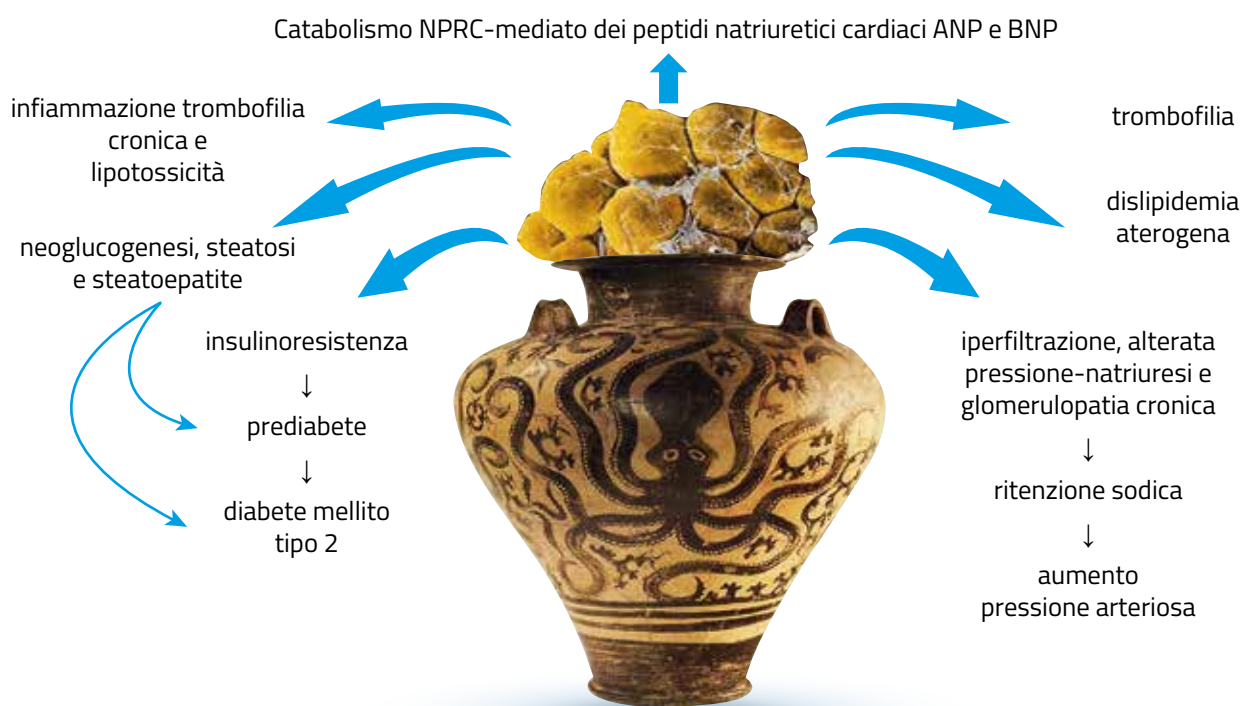 Catabolismo NPRC-mediato dei peptidi natriuretici cardiaci ANP e BNP
infiammazione trombofilia
cronica e
lipotossicità
neoglucogenesi, steatosi
e steatoepatite
insulinoresistenza
↓
prediabete
↓
diabete mellito
tipo 2
trombofilia
dislipidemia
aterogena
iperfiltrazione, alterata
pressione-natriuresi e
glomerulopatia cronica
↓
ritenzione sodica
↓
aumento
pressione arteriosa